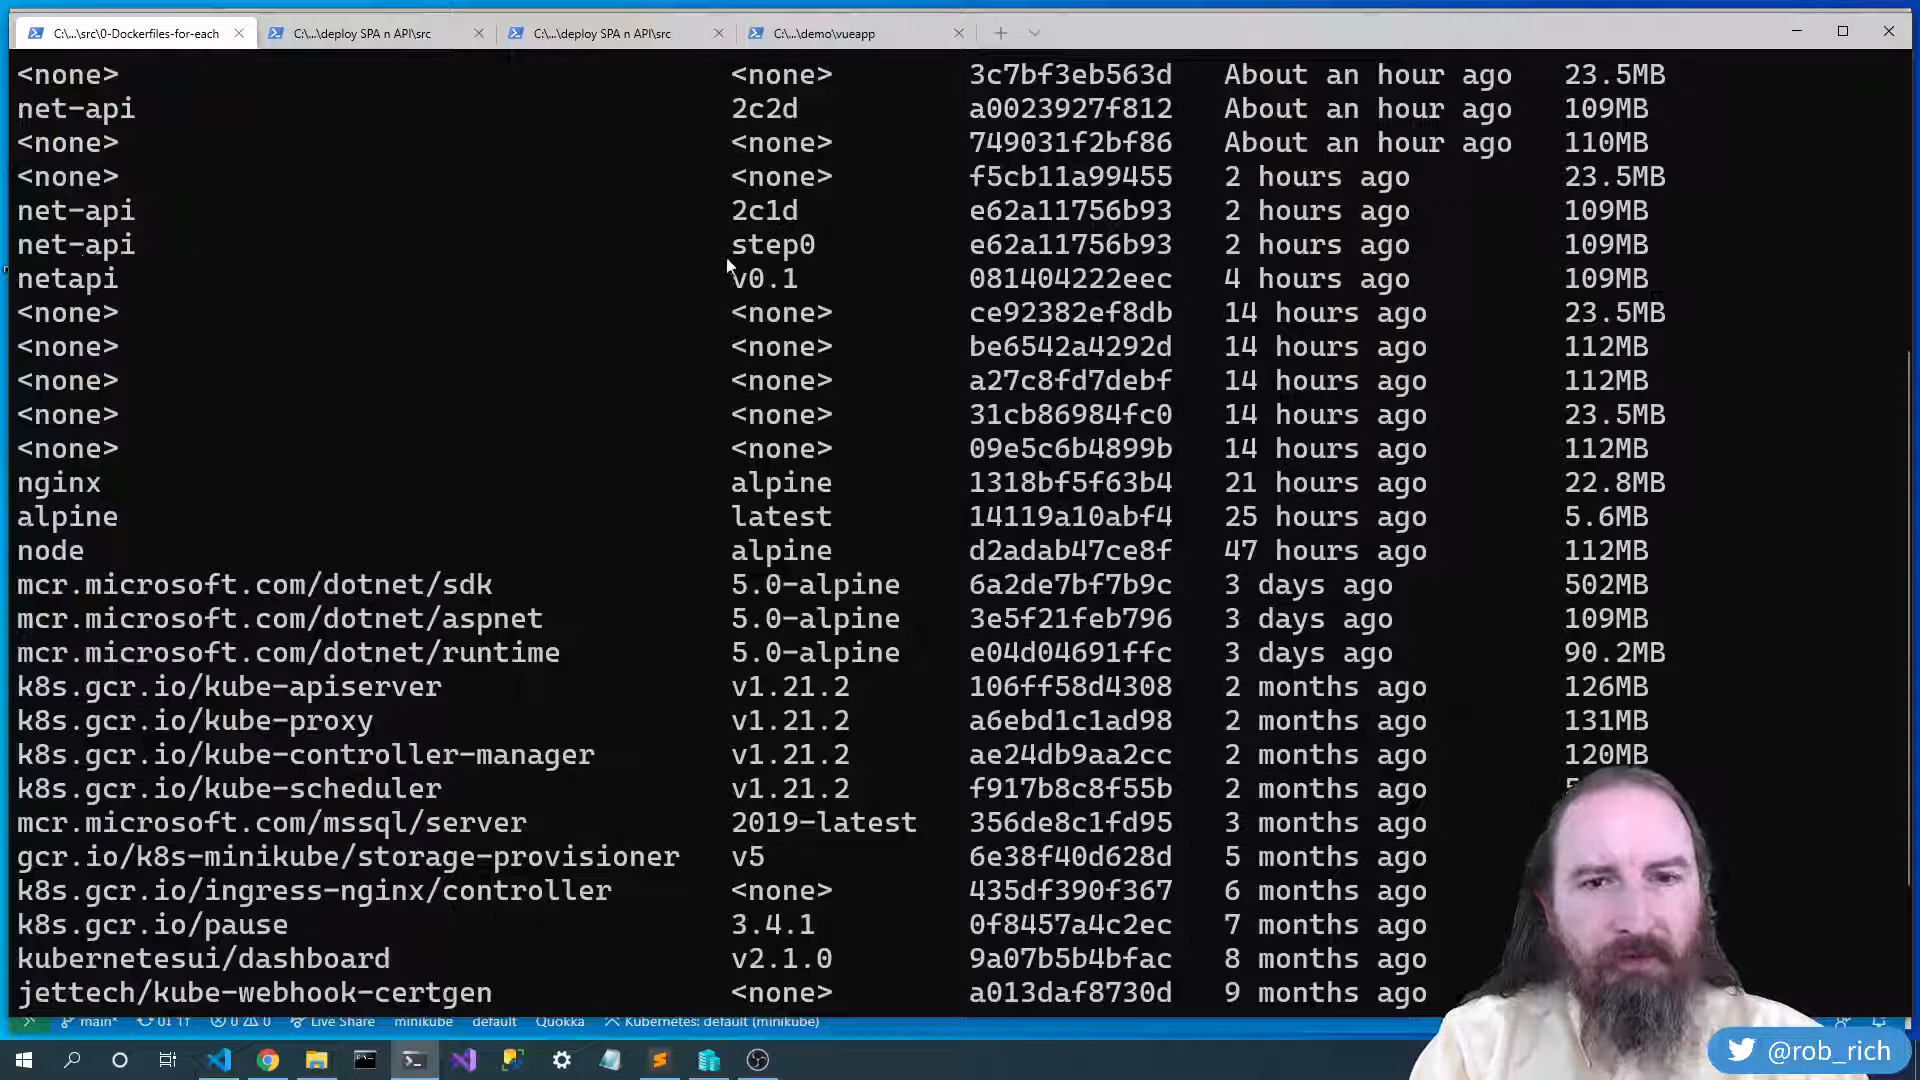 C:\...\src\0-Dockerfiles-for-each
C:\...\deploy SPA n API\src
C:\...\deploy SPA n API\src
C:\...\demo\vueapp
<none> <none> 3c7bf3eb563d About an hour ago 23.5MB
net-api 2c2d a0023927f812 About an hour ago 109MB
<none> <none> 749031f2bf86 About an hour ago 110MB
<none> <none> f5cb11a99455 2 hours ago 23.5MB
net-api 2c1d e62a11756b93 2 hours ago 109MB
net-api step0 e62a11756b93 2 hours ago 109MB
netapi v0.1 081404222eec 4 hours ago 109MB
<none> <none> ce92382ef8db 14 hours ago 23.5MB
<none> <none> be6542a4292d 14 hours ago 112MB
<none> <none> a27c8fd7debf 14 hours ago 112MB
<none> <none> 31cb86984fc0 14 hours ago 23.5MB
<none> <none> 09e5c6b4899b 14 hours ago 112MB
nginx alpine 1318bf5f63b4 21 hours ago 22.8MB
alpine latest 14119a10abf4 25 hours ago 5.6MB
node alpine d2adab47ce8f 47 hours ago 112MB
mcr.microsoft.com/dotnet/sdk 5.0-alpine 6a2de7bf7b9c 3 days ago 502MB
mcr.microsoft.com/dotnet/aspnet 5.0-alpine 3e5f21feb796 3 days ago 109MB
mcr.microsoft.com/dotnet/runtime 5.0-alpine e04d04691ffc 3 days ago 90.2MB
k8s.gcr.io/kube-apiserver v1.21.2 106ff58d4308 2 months ago 126MB
k8s.gcr.io/kube-proxy v1.21.2 a6ebd1c1ad98 2 months ago 131MB
k8s.gcr.io/kube-controller-manager v1.21.2 ae24db9aa2cc 2 months ago 120MB
k8s.gcr.io/kube-scheduler v1.21.2 f917b8c8f55b 2 months ago
mcr.microsoft.com/mssql/server 2019-latest 356de8c1fd95 3 months ago
gcr.io/k8s-minikube/storage-provisioner v5 6e38f40d628d 5 months ago
k8s.gcr.io/ingress-nginx/controller <none> 435df390f367 6 months ago
k8s.gcr.io/pause 3.4.1 0f8457a4c2ec 7 months ago
kubernetesui/dashboard v2.1.0 9a07b5b4bfac 8 months ago
jettech/kube-webhook-certgen <none> a013daf8730d 9 months ago
main* 0 0 Live Share minikube default Quokka Kubernetes: default (minikube)
@rob_rich